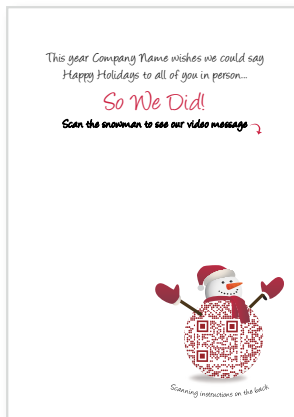 This year Company Name wishes we could say
Happy Holidays to all of you in person...
So We Did!
Scan the snowman to see our video message
Scanning instructions on the back.